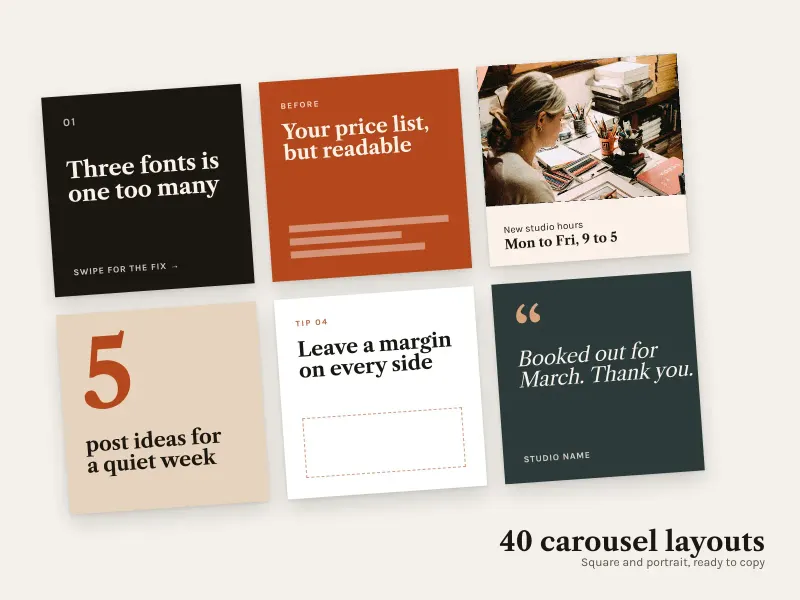 01
Three fonts is
one too many
SWIPE FOR THE FIX →
BEFORE
Your price list,
but readable
New studio hours
Mon to Fri, 9 to 5
5
post ideas for
a quiet week
TIP 04
Leave a margin
on every side
“
Booked out for
March. Thank you.
STUDIO NAME
40 carousel layouts
Square and portrait, ready to copy